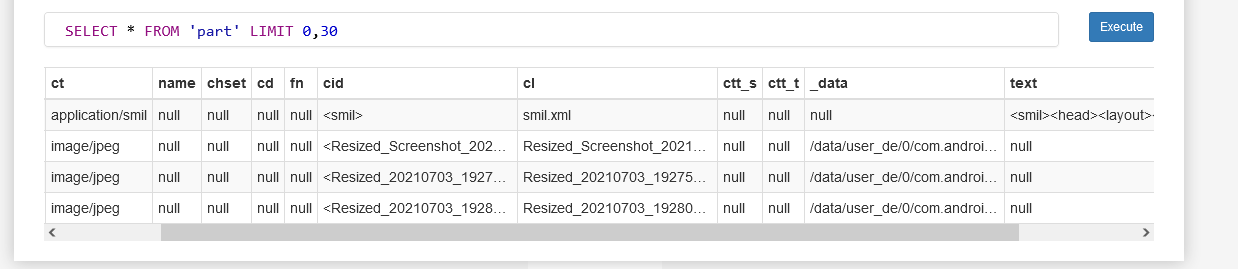 SELECT * FROM 'part' LIMIT 0,30 Execute
ct name chset cd fn cid cl ctt_s ctt_t _data text
application/smil null null null null <smil> smil.xml null null null <smil><head><layout>
image/jpeg null null null null <Resized_Screenshot_202... Resized_Screenshot_2021... null null /data/user_de/0/com.androi... null
image/jpeg null null null null <Resized_20210703_1927... Resized_20210703_19275... null null /data/user_de/0/com.androi... null
image/jpeg null null null null <Resized_20210703_1928... Resized_20210703_19280... null null /data/user_de/0/com.androi... null